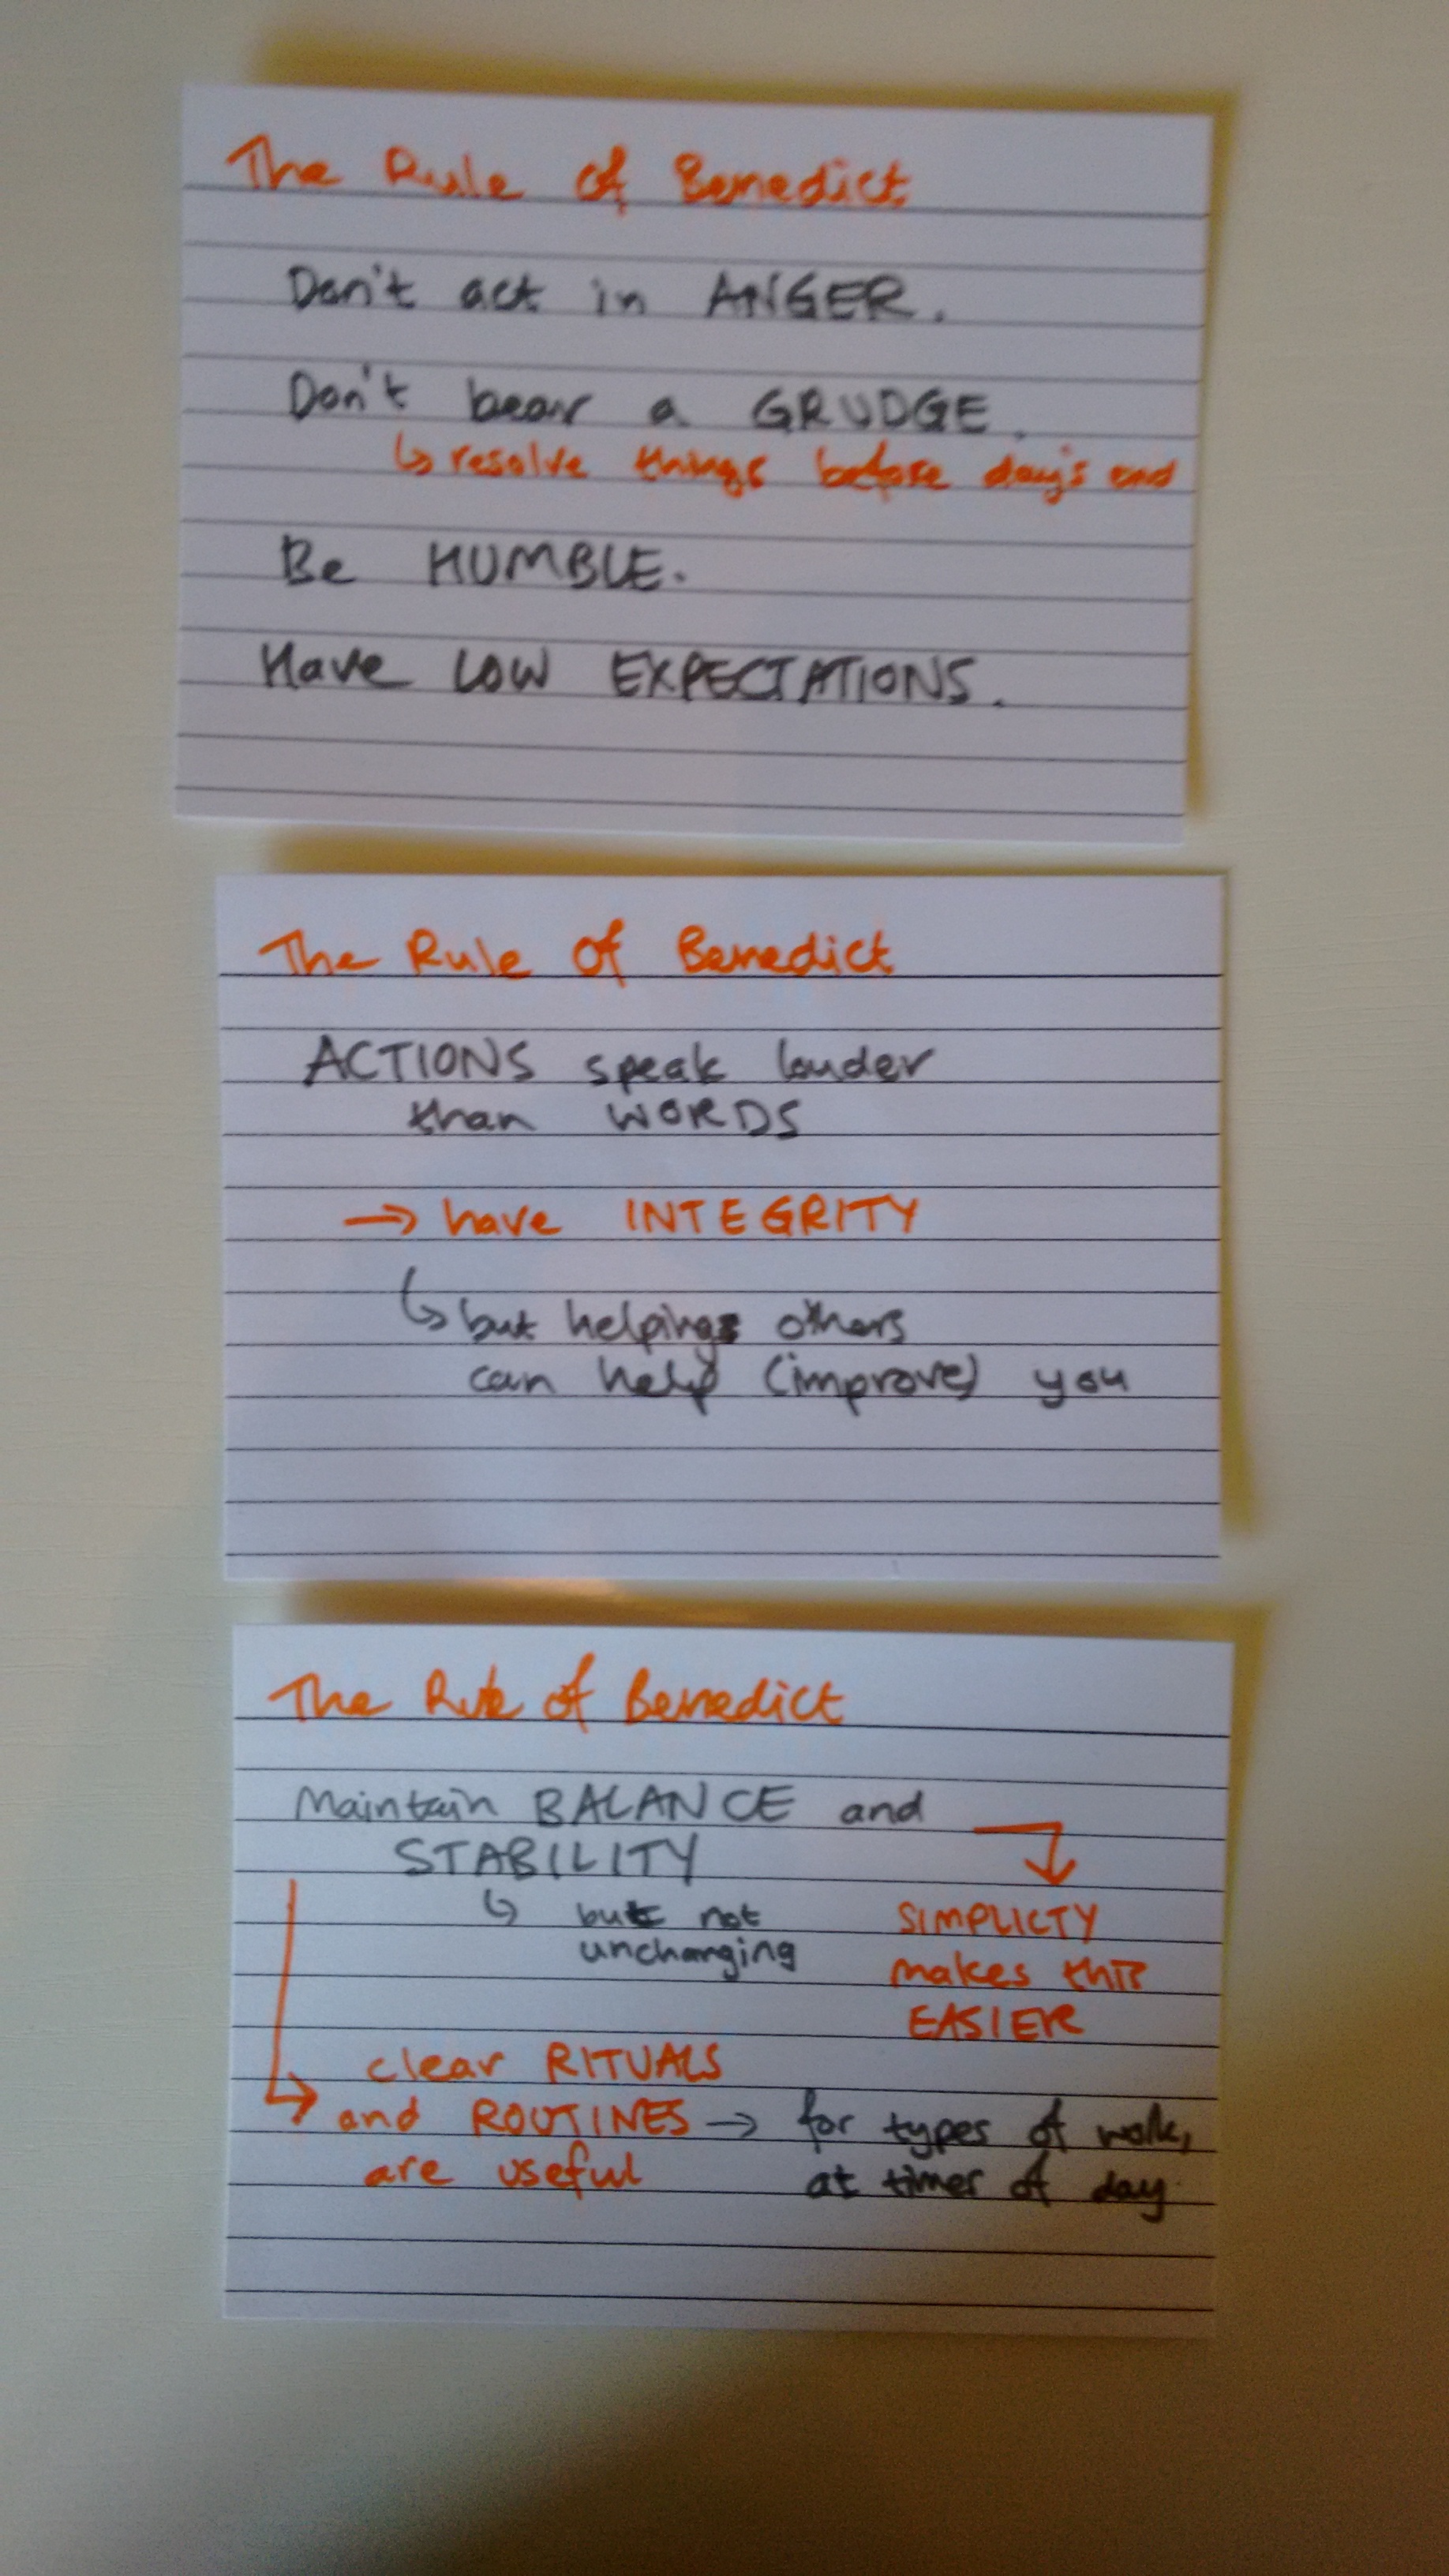 The Rule of Benedict
Don't act in ANGER.
Don't bear a GRUDGE.
↳ resolve things before day's end
Be HUMBLE.
Have LOW EXPECTATIONS.
The Rule of Benedict
ACTIONS speak louder
than WORDS
→ have INTEGRITY
↳ but helping others
can help (improve) you
The Rule of Benedict
Maintain BALANCE and
STABILITY
↳ but not
unchanging
SIMPLICTY
makes this
EASIER
clear RITUALS
and ROUTINES → for types of work,
are useful
at times of day